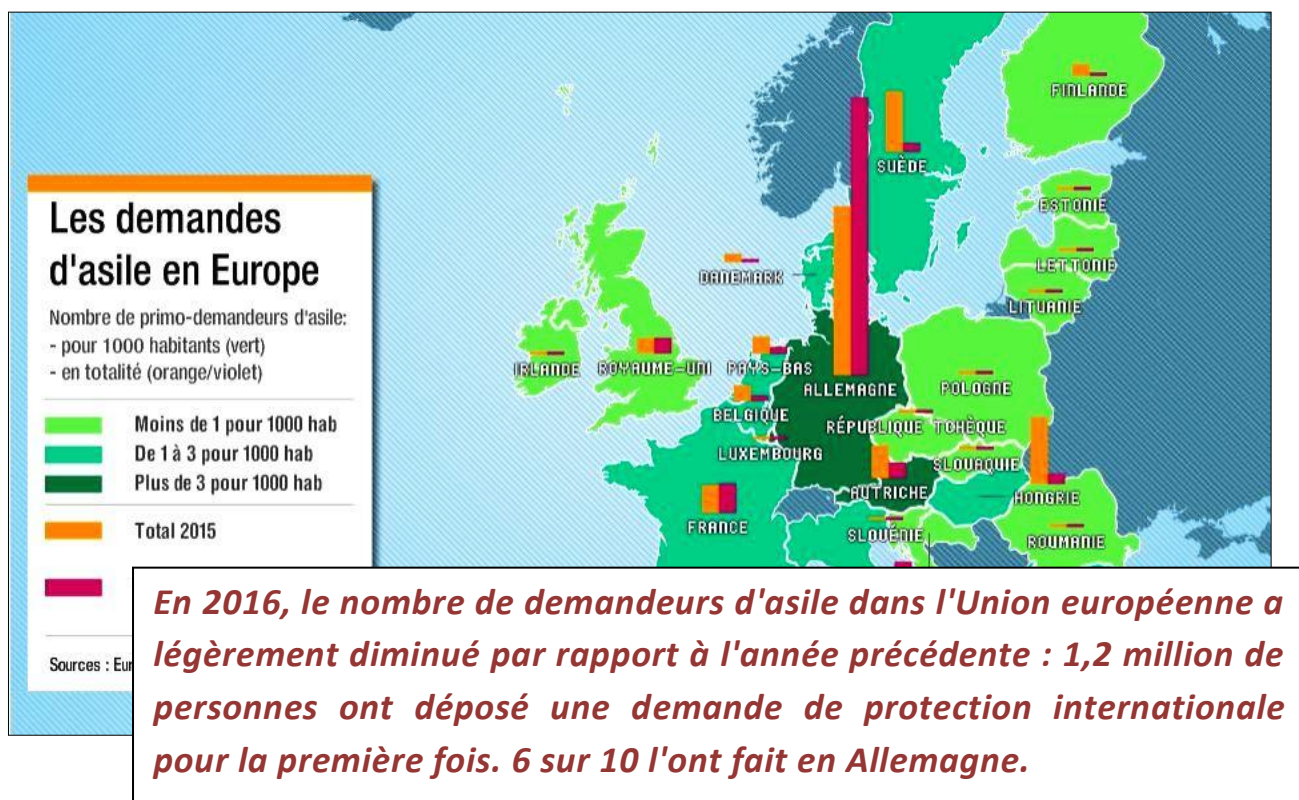 FINLANDE
SUÈDE
ESTONIE
LETTONIE
LITUANIE
DANEMARK
IRLANDE
ROYAUME-UNI
PAYS-BAS
ALLEMAGNE
POLOGNE
BELGIQUE
RÉPUBLIQUE TCHÈQUE
LUXEMBOURG
SLOVAQUIE
AUTRICHE
HONGRIE
FRANCE
SLOUÉNIE
ROUMANIE
Les demandes
d'asile en Europe
Nombre de primo-demandeurs d'asile:
- pour 1000 habitants (vert)
- en totalité (orange/violet)
Moins de 1 pour 1000 hab
De 1 à 3 pour 1000 hab
Plus de 3 pour 1000 hab
Total 2015
Sources : Eur
En 2016, le nombre de demandeurs d'asile dans l'Union européenne a
légèrement diminué par rapport à l'année précédente : 1,2 million de
personnes ont déposé une demande de protection internationale
pour la première fois. 6 sur 10 l'ont fait en Allemagne.